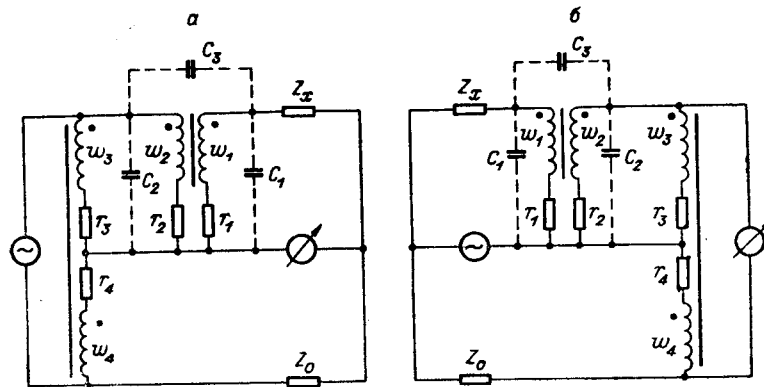 а б
C₃ C₃
Zₓ Zₓ
w₃ w₂ w₁ w₁ w₂ w₃
C₂ C₁ C₁ C₂
r₃ r₂ r₁ r₁ r₂ r₃
r₄ r₄
w₄ w₄
Z₀ Z₀